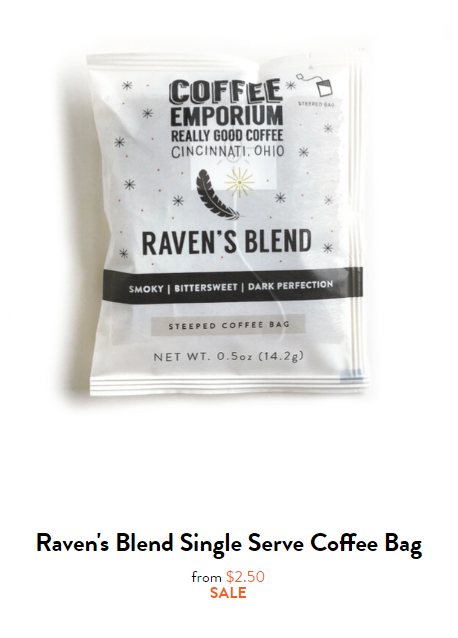 COFFEE
EMPORIUM
REALLY GOOD COFFEE
CINCINNATI, OHIO
STEEPED BAG
RAVEN'S BLEND
SMOKY | BITTERSWEET | DARK PERFECTION
STEEPED COFFEE BAG
NET WT. 0.5oz (14.2g)
Raven's Blend Single Serve Coffee Bag
from $2.50
SALE